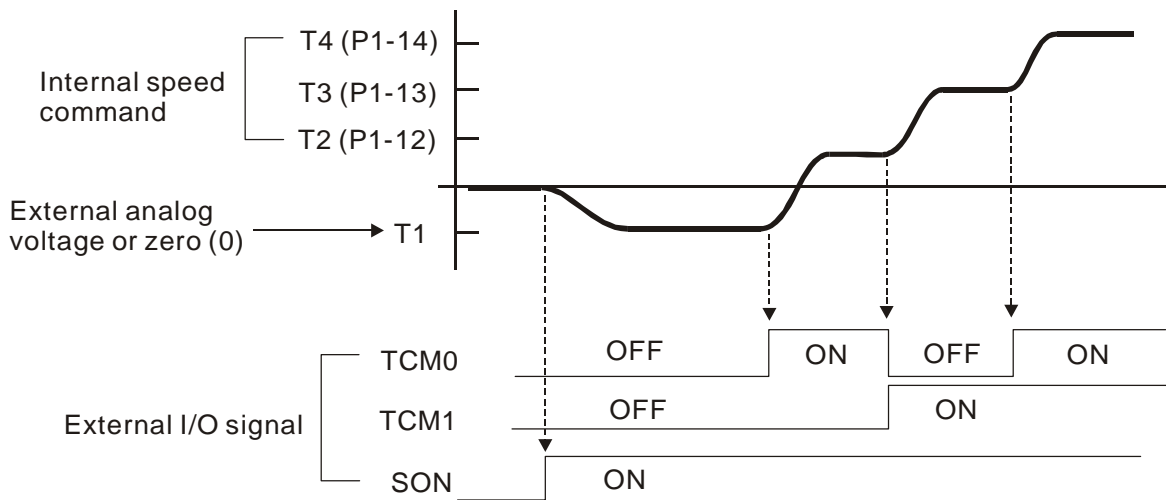 T4 (P1-14)
Internal speed
command
T3 (P1-13)
T2 (P1-12)
External analog
voltage or zero (0)
T1
External I/O signal
TCM0
OFF
ON
OFF
ON
TCM1
OFF
ON
SON
ON